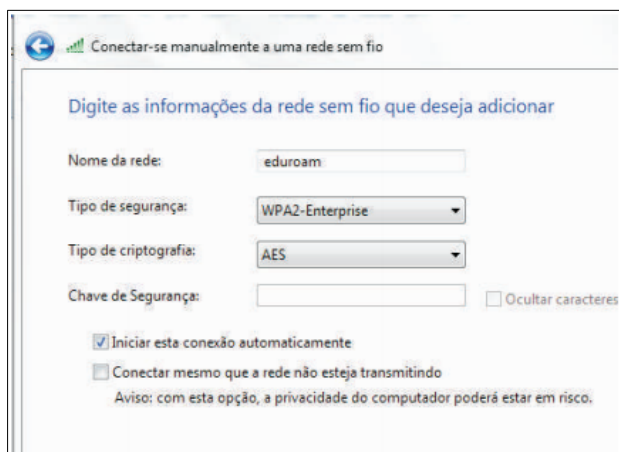 Conectar-se manualmente a uma rede sem fio
Digite as informações da rede sem fio que deseja adicionar
Nome da rede: eduroam
Tipo de segurança: WPA2-Enterprise
Tipo de criptografia: AES
Chave de Segurança: Ocultar caracteres
Iniciar esta conexão automaticamente
Conectar mesmo que a rede não esteja transmitindo
Aviso: com esta opção, a privacidade do computador poderá estar em risco.